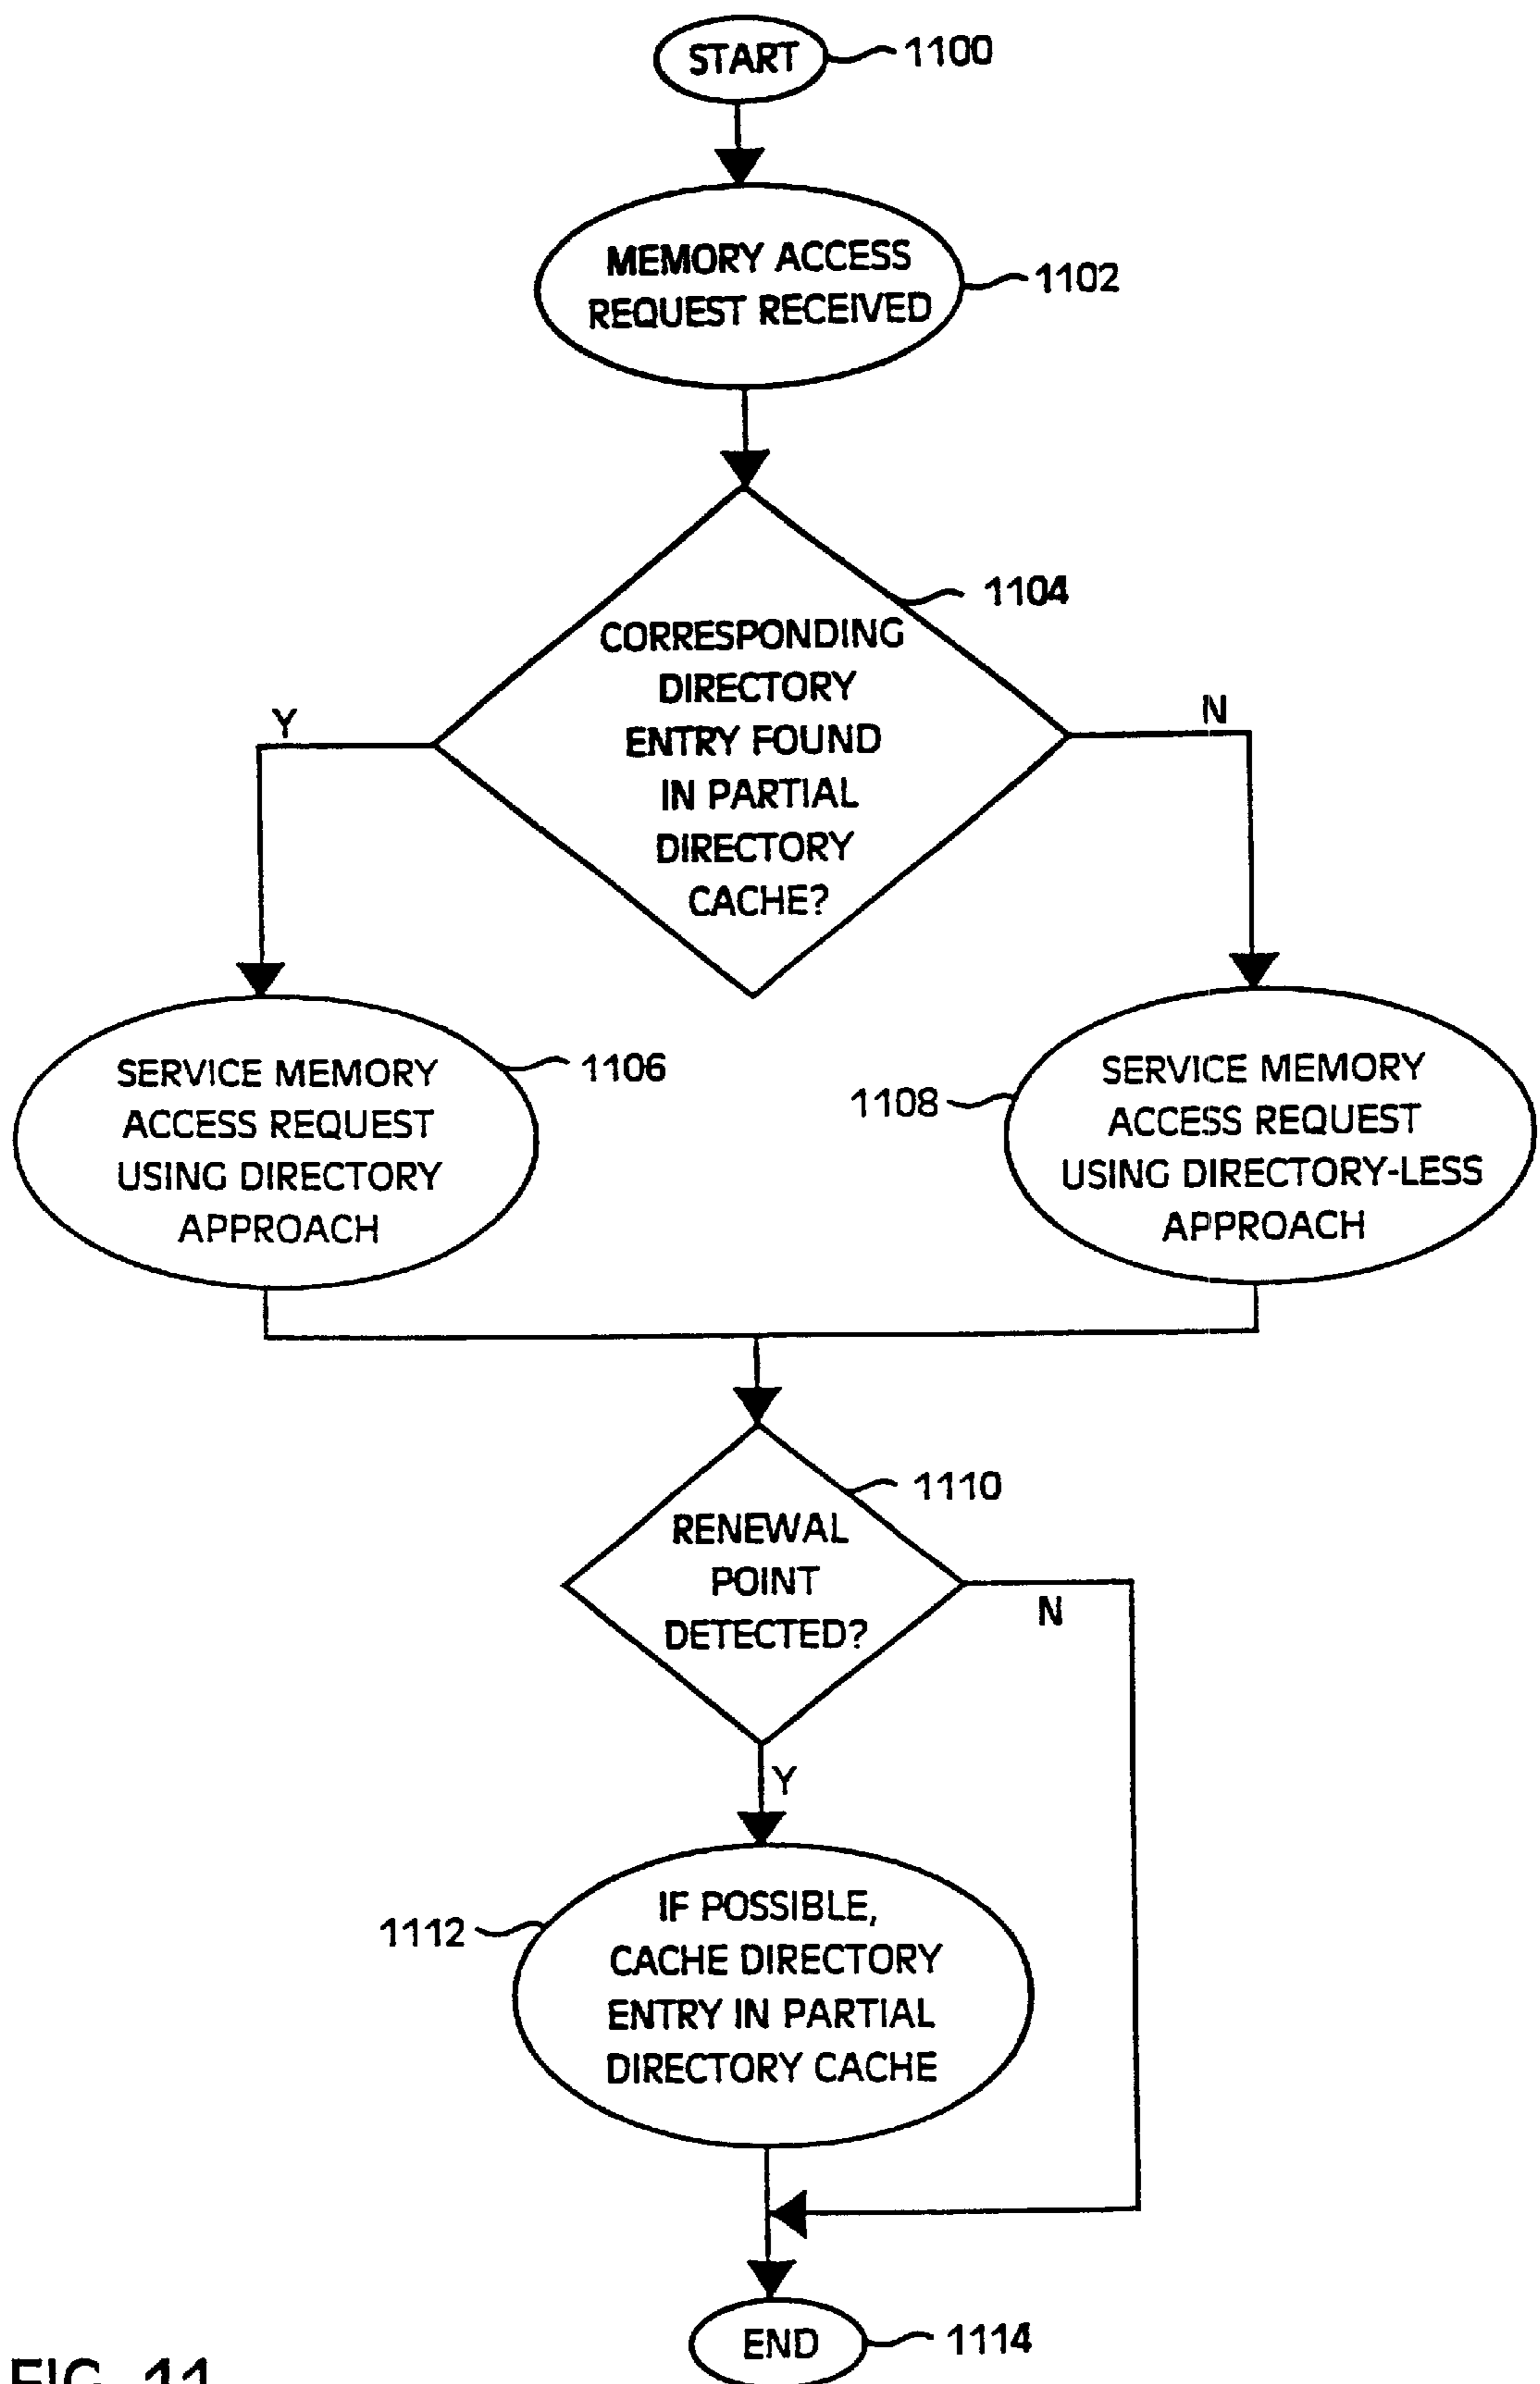 START
1100
MEMORY ACCESS
REQUEST RECEIVED
1102
1104
CORRESPONDING
DIRECTORY
ENTRY FOUND
IN PARTIAL
DIRECTORY
CACHE?
Y
N
SERVICE MEMORY
ACCESS REQUEST
USING DIRECTORY
APPROACH
1106
1108
SERVICE MEMORY
ACCESS REQUEST
USING DIRECTORY-LESS
APPROACH
1110
RENEWAL
POINT
DETECTED?
N
Y
1112
IF POSSIBLE,
CACHE DIRECTORY
ENTRY IN PARTIAL
DIRECTORY CACHE
END
1114
FIG. 11